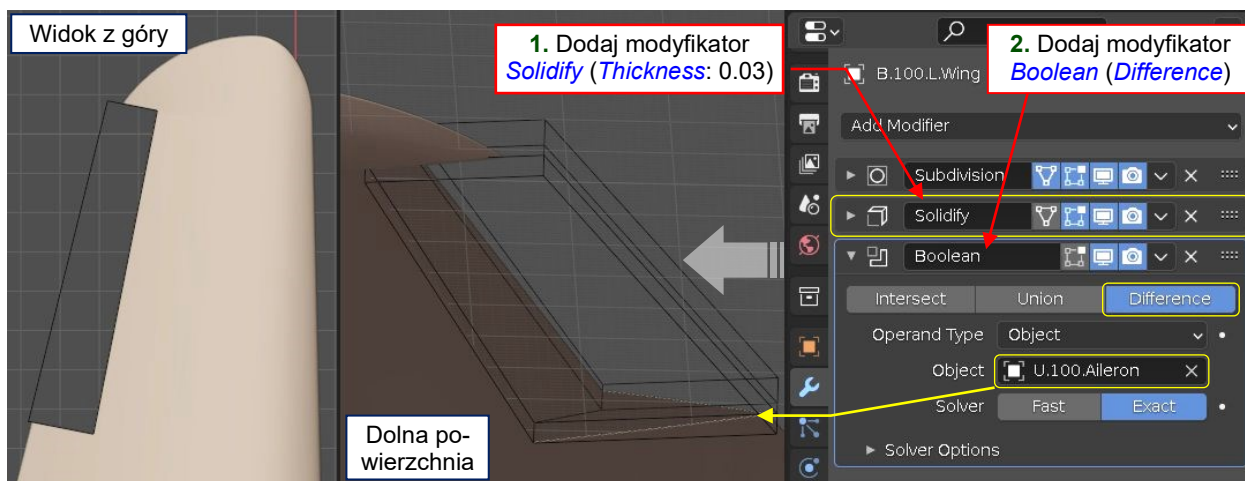 Widok z góry
1. Dodaj modyfikator
Solidify (Thickness: 0.03)
2. Dodaj modyfikator
Boolean (Difference)
B.100.L.Wing
Add Modifier
Subdivision
Solidify
Boolean
Intersect Union Difference
Operand Type Object
Object U.100.Aileron
Solver Fast Exact
Solver Options
Dolna po-
wierzchnia